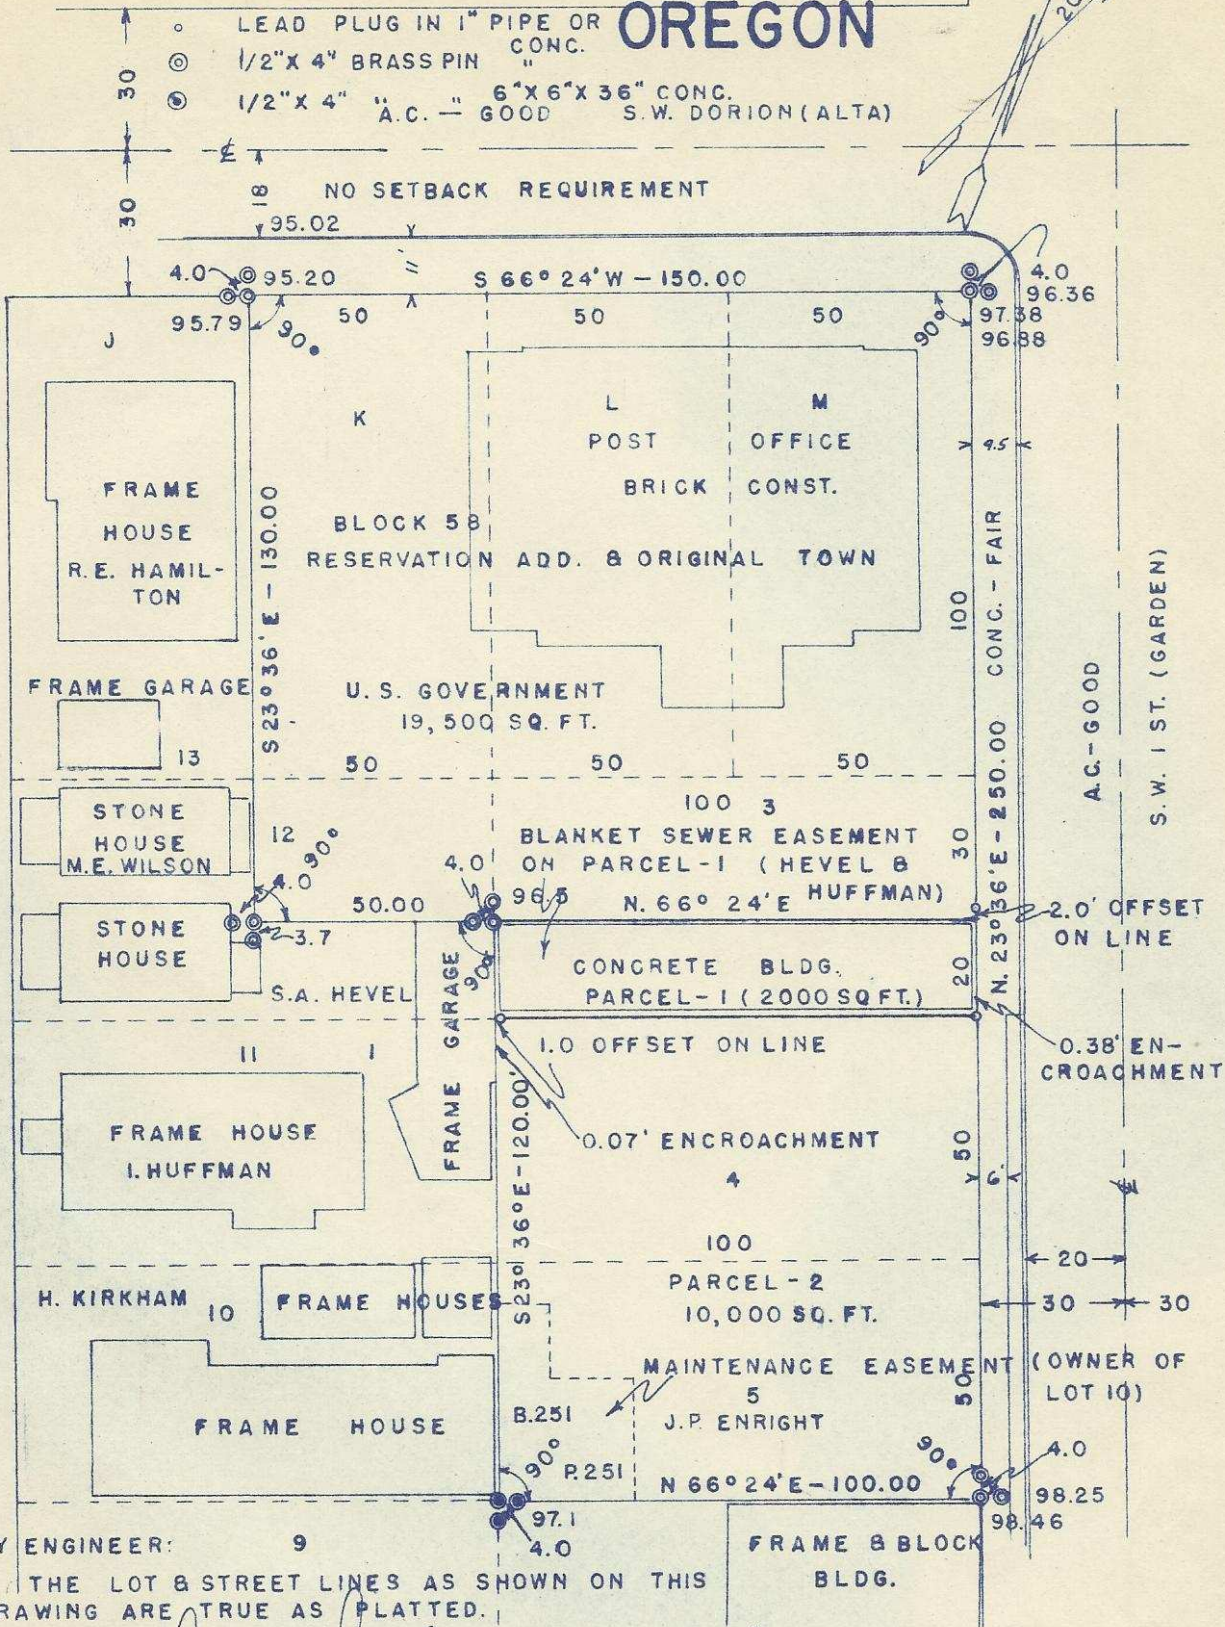 LEAD PLUG IN 1" PIPE OR CONC.
OREGON
1/2" X 4" BRASS PIN "
1/2" X 4" " " 6" X 6" X 36" CONC.
A.C. — GOOD S.W. DORION (ALTA)
30
30
18
NO SETBACK REQUIREMENT
95.02
11
4.0
95.20
S 66° 24' W — 150.00
4.0
96.36
95.79
90°
50
50
50
90°
97.38
96.88
J
K
L
M
POST OFFICE
BRICK CONST.
9.5
FRAME
HOUSE
R.E. HAMIL-
TON
S 23° 36' E — 130.00
BLOCK 58
RESERVATION ADD. & ORIGINAL TOWN
100
CONC. — FAIR
FRAME GARAGE
U.S. GOVERNMENT
19,500 SQ. FT.
13
50
50
50
A.C. — GOOD
S.W. 1 ST. (GARDEN)
N. 23° 36' E — 250.00
STONE
HOUSE
M.E. WILSON
12
90°
4.0
100 3
BLANKET SEWER EASEMENT
ON PARCEL-1 (HEVEL &
HUFFMAN)
30
4.0
96.5
50.00
N. 66° 24' E
2.0' OFFSET
ON LINE
STONE
HOUSE
3.7
S.A. HEVEL
90°
FRAME GARAGE
CONCRETE BLDG.
PARCEL-1 (2000 SQ FT.)
20
11
1
1.0 OFFSET ON LINE
0.38' EN-
CROACHMENT
FRAME HOUSE
I. HUFFMAN
S 23° 36° E — 120.00'
0.07' ENCROACHMENT
4
50
6'
100
20
H. KIRKHAM
10
FRAME HOUSES
PARCEL - 2
10,000 SQ. FT.
30
30
MAINTENANCE EASEMENT (OWNER OF
LOT 10)
5
J.P. ENRIGHT
50
FRAME HOUSE
B.251
P.251
90°
90°
4.0
N 66° 24' E — 100.00
98.25
98.46
97.1
4.0
FRAME & BLOCK
BLDG.
Y ENGINEER:
9
THE LOT & STREET LINES AS SHOWN ON THIS
RAWING ARE TRUE AS PLATTED.
20